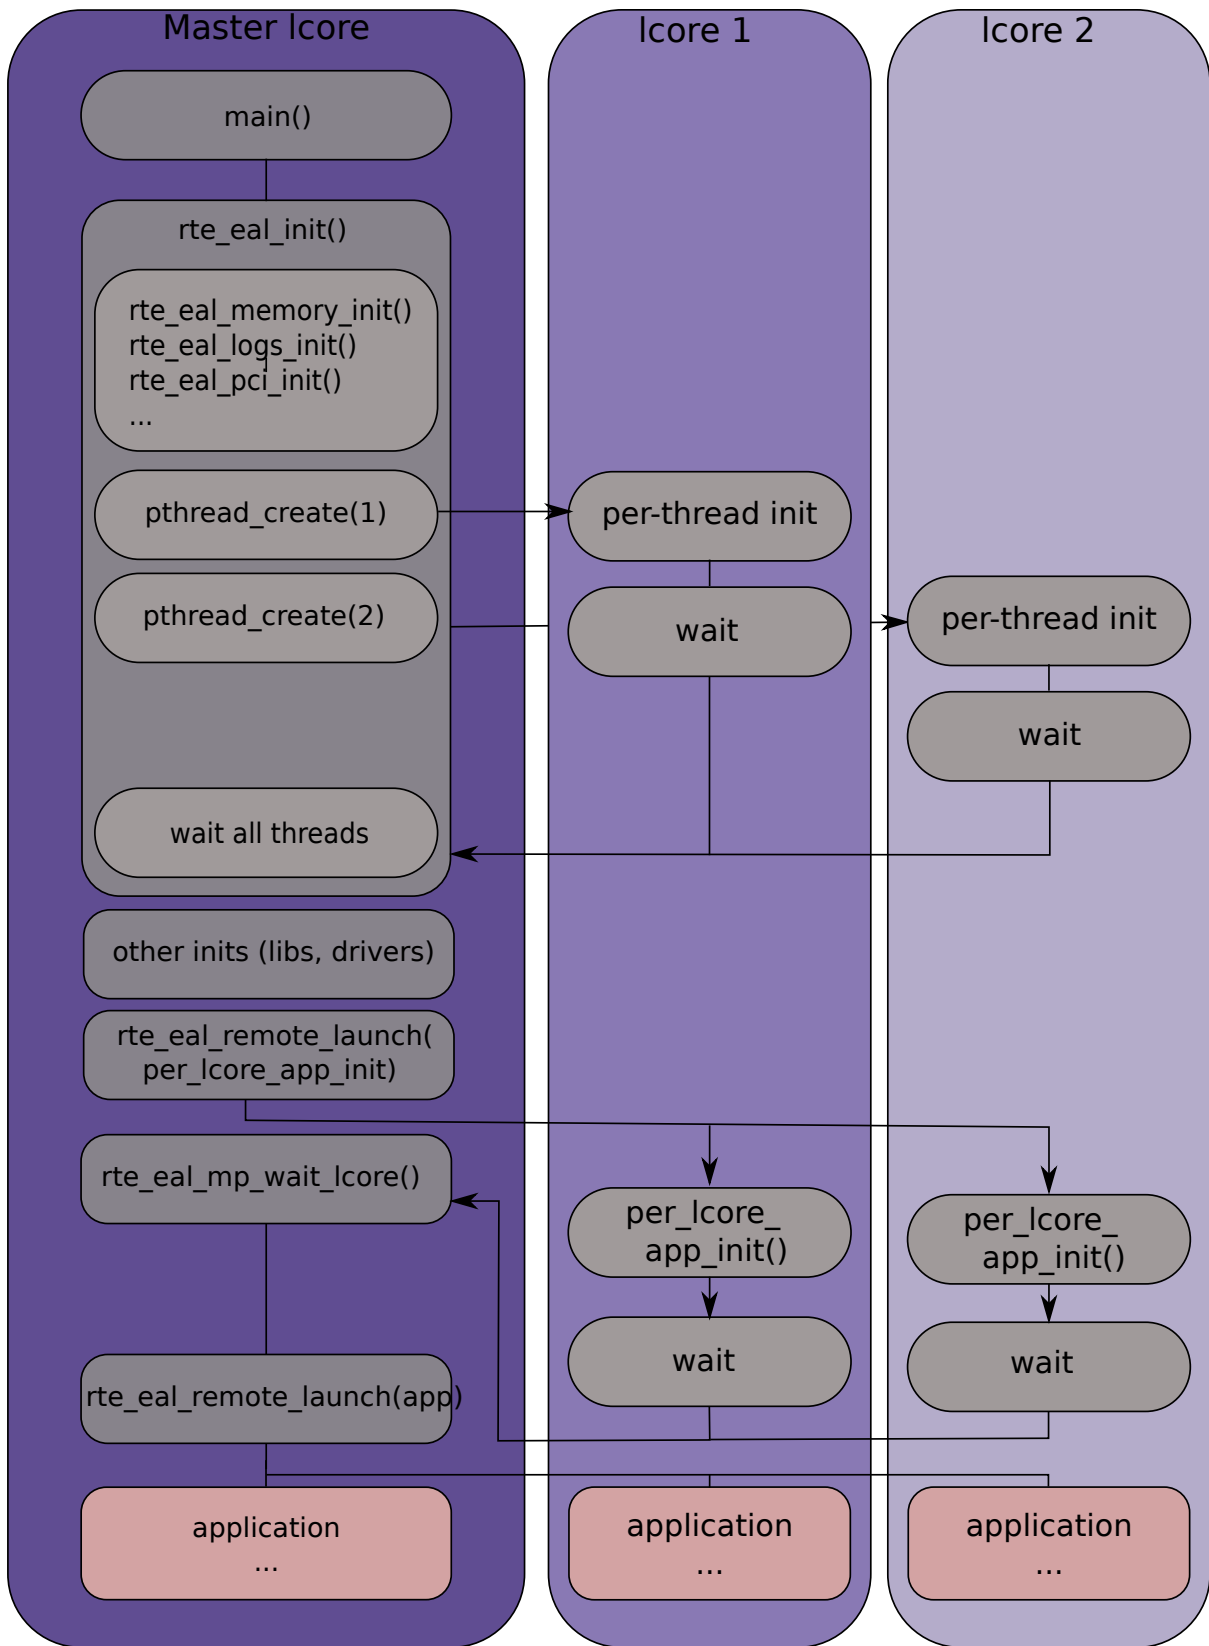 Master lcore
main()
rte_eal_init()
rte_eal_memory_init()
rte_eal_logs_init()
rte_eal_pci_init()
...
pthread_create(1)
pthread_create(2)
wait all threads
other inits (libs, drivers)
rte_eal_remote_launch(
per_lcore_app_init)
rte_eal_mp_wait_lcore()
rte_eal_remote_launch(app)
application
...
lcore 1
per-thread init
wait
per_lcore_
app_init()
wait
application
...
lcore 2
per-thread init
wait
per_lcore_
app_init()
wait
application
...